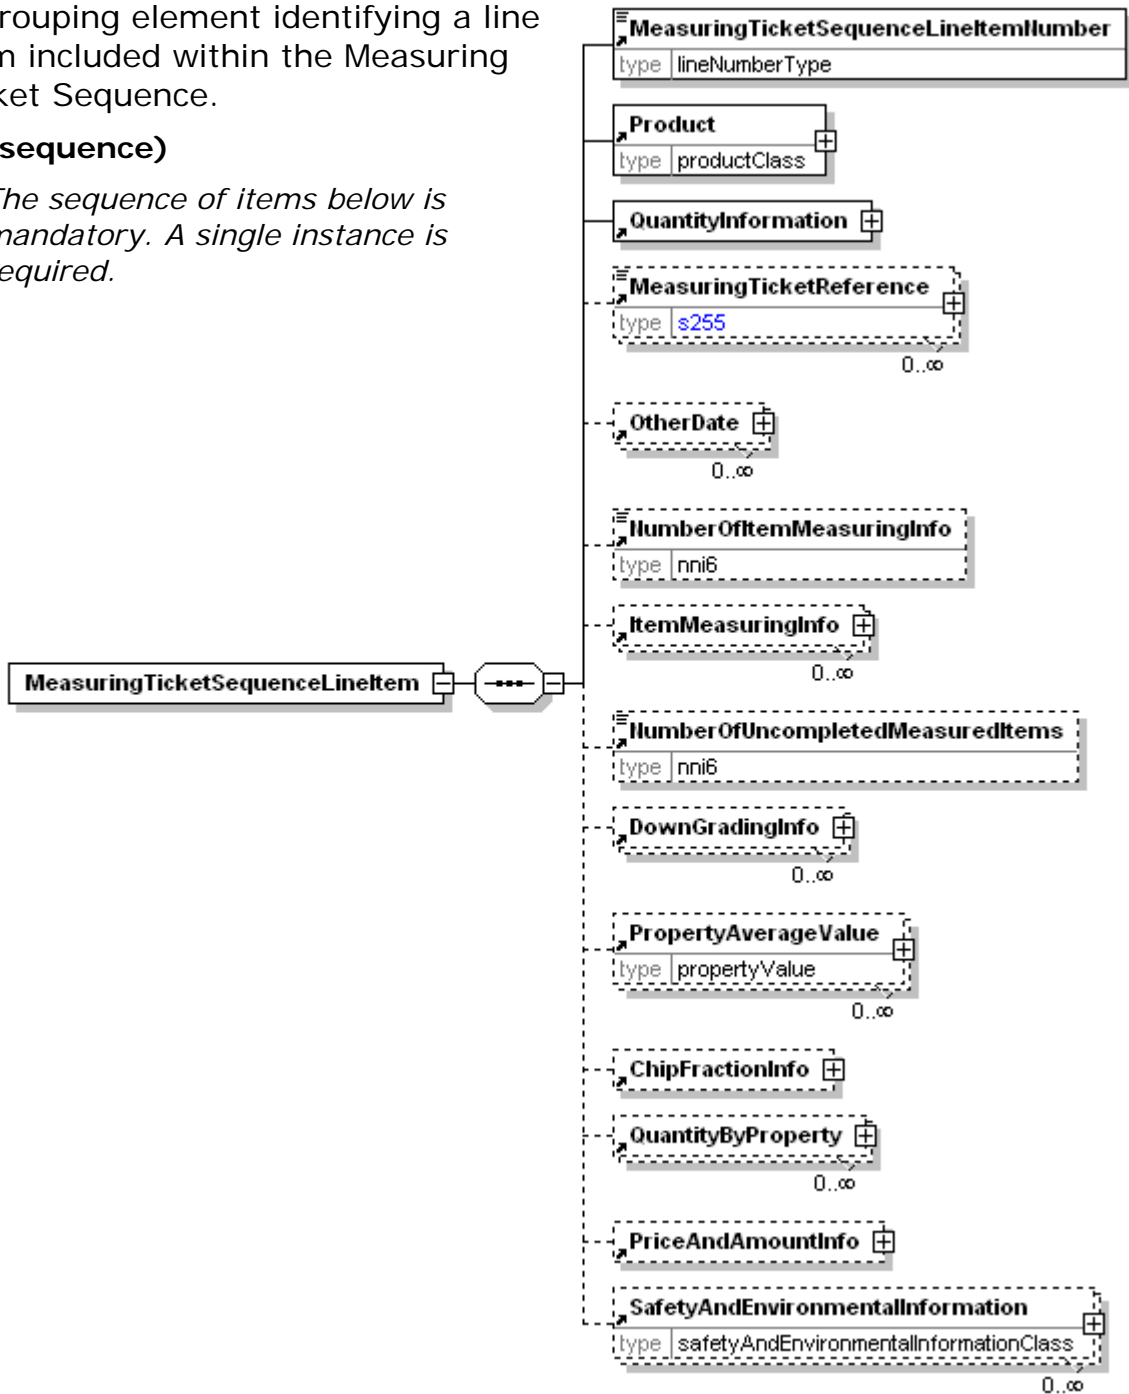 rouping element identifying a line
m included within the Measuring
ket Sequence.
sequence)
The sequence of items below is
mandatory. A single instance is
required.
MeasuringTicketSequenceLineItem
MeasuringTicketSequenceLineItemNumber
type lineNumberType
Product
type productClass
QuantityInformation
MeasuringTicketReference
type s255
0..∞
OtherDate
0..∞
NumberOfItemMeasuringInfo
type nni6
ItemMeasuringInfo
0..∞
NumberOfUncompletedMeasuredItems
type nni6
DownGradingInfo
0..∞
PropertyAverageValue
type propertyValue
0..∞
ChipFractionInfo
QuantityByProperty
0..∞
PriceAndAmountInfo
SafetyAndEnvironmentalInformation
type safetyAndEnvironmentalInformationClass
0..∞